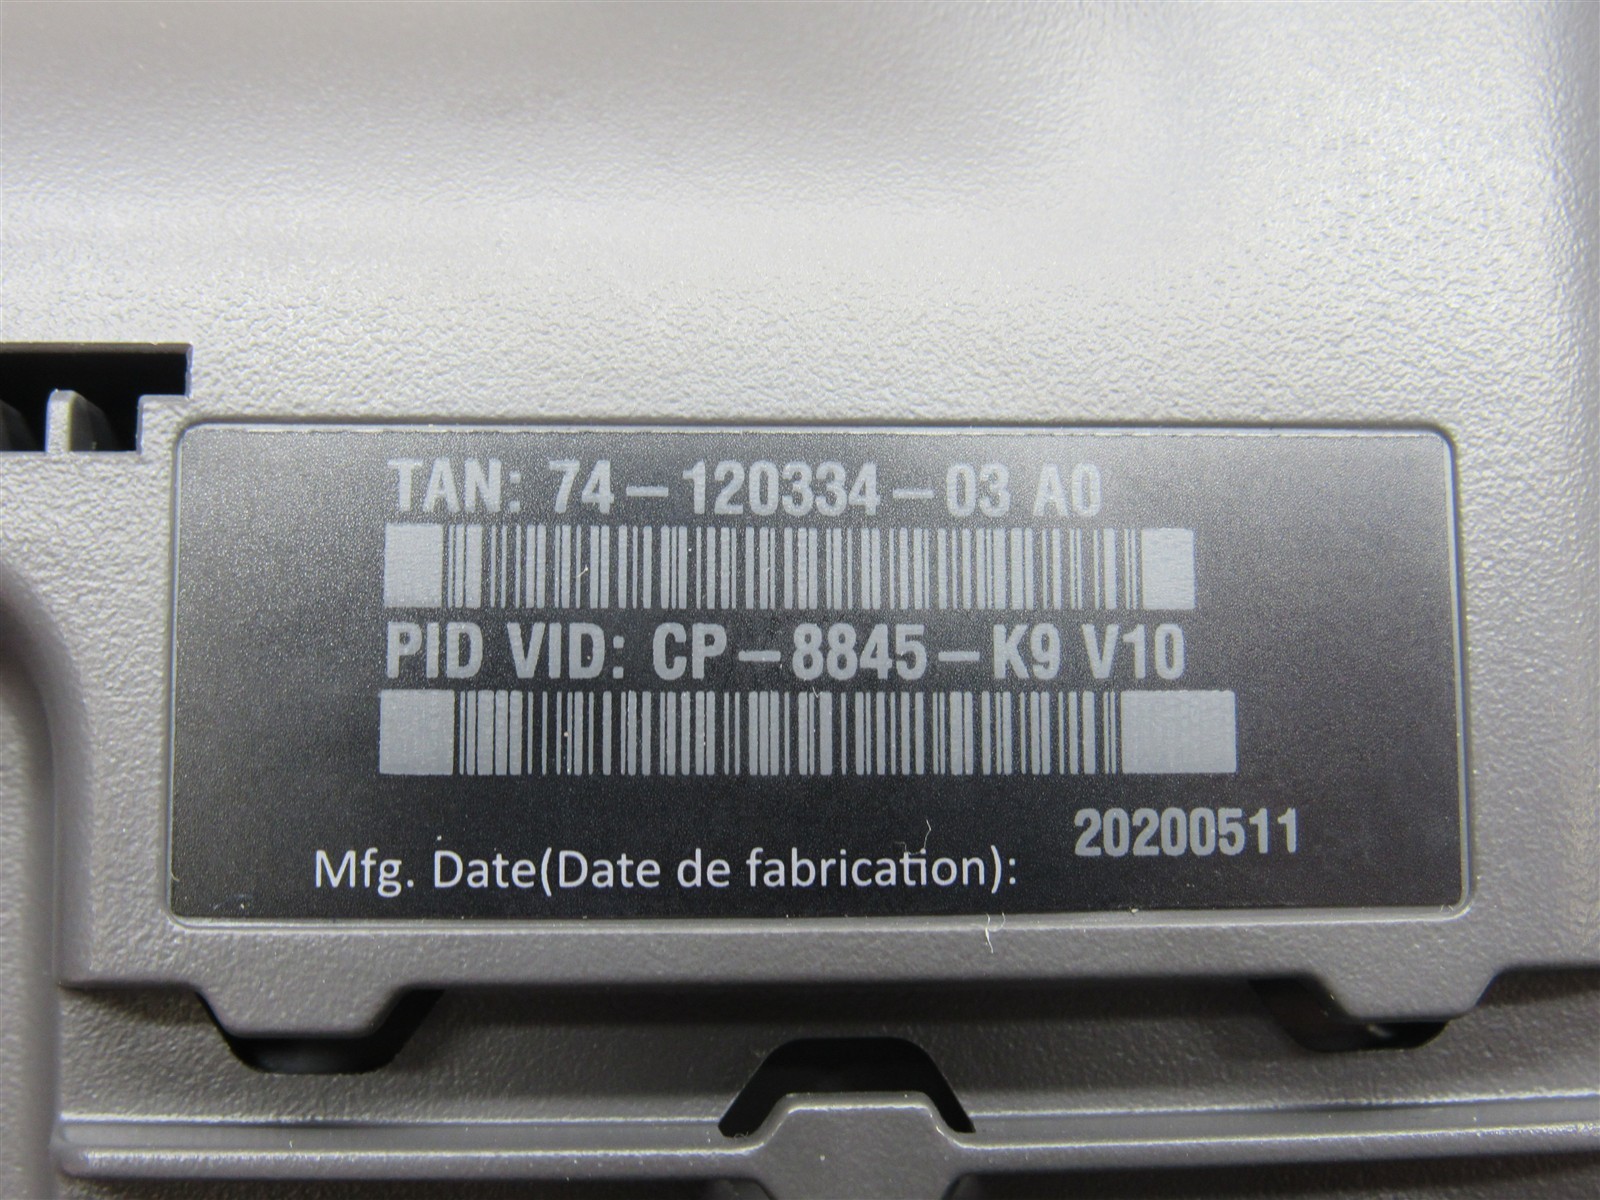 TAN: 74-120334-03 A0
PID VID: CP-8845-K9 V10
20200511
Mfg. Date(Date de fabrication):